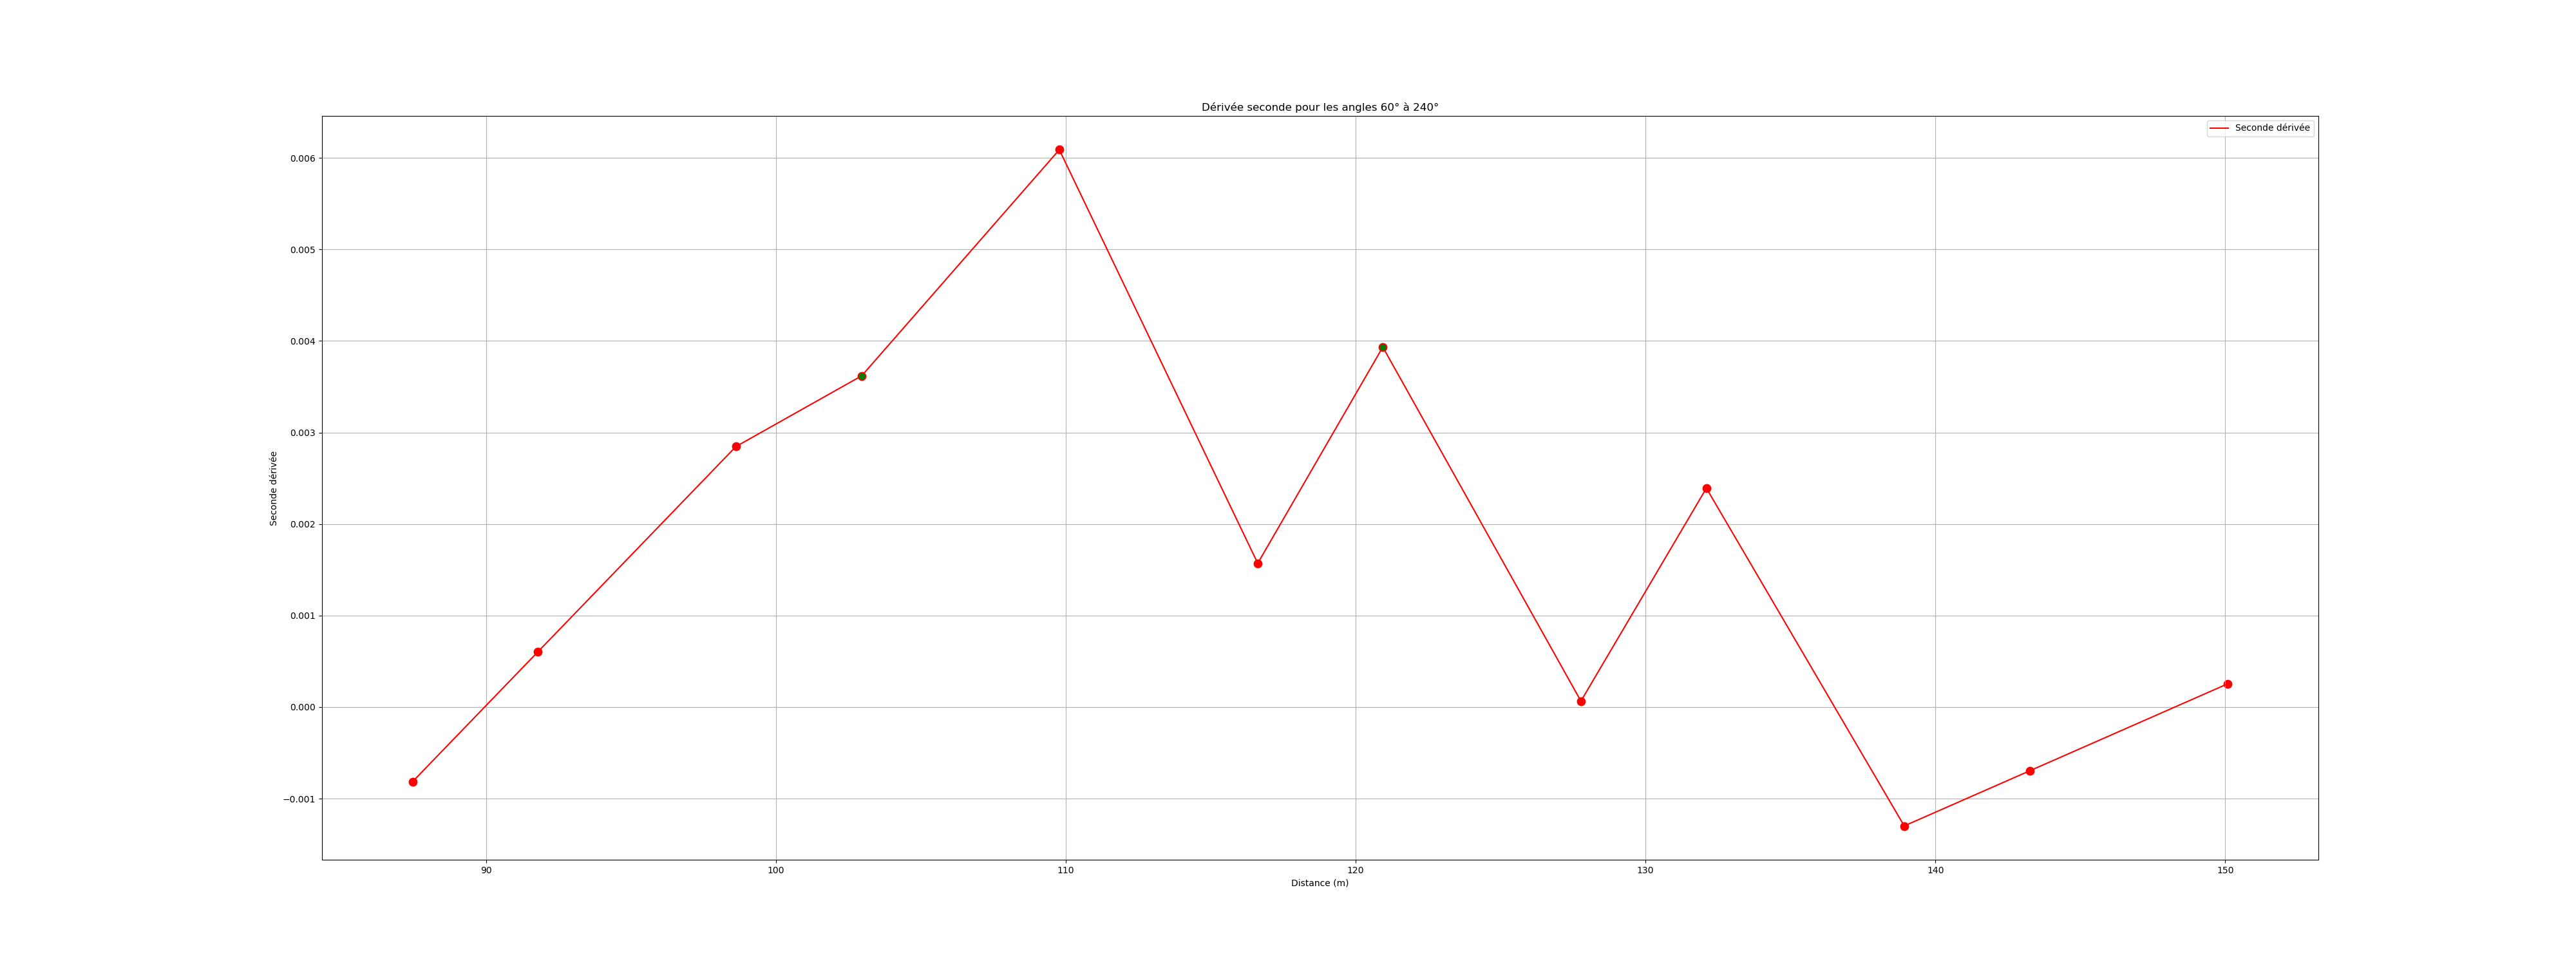 Dérivée seconde pour les angles 60° à 240°
Seconde dérivée
0.006
0.005
0.004
0.003
0.002
0.001
0.000
−0.001
Seconde dérivée
90 100 110 120 130 140 150
Distance (m)